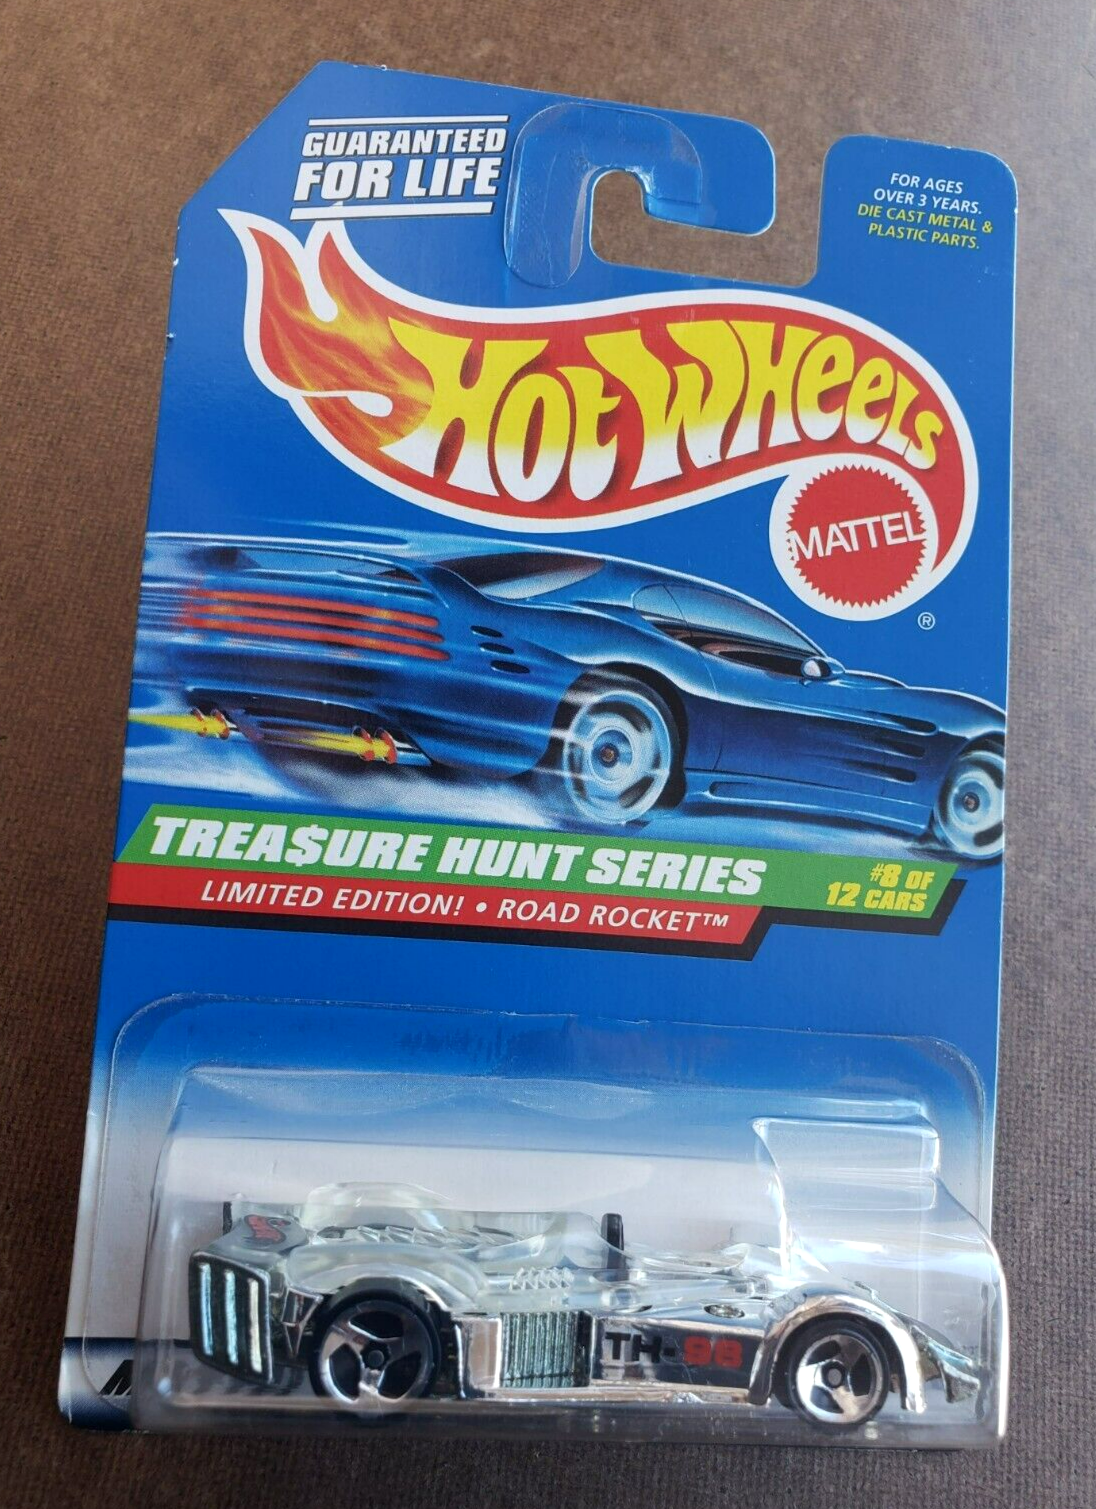 GUARANTEED
FOR LIFE
FOR AGES
OVER 3 YEARS.
DIE CAST METAL &
PLASTIC PARTS.
HOT WHEELS
MATTEL
®
TREA$URE HUNT SERIES
#8 OF
12 CARS
LIMITED EDITION! • ROAD ROCKET™
TH-98